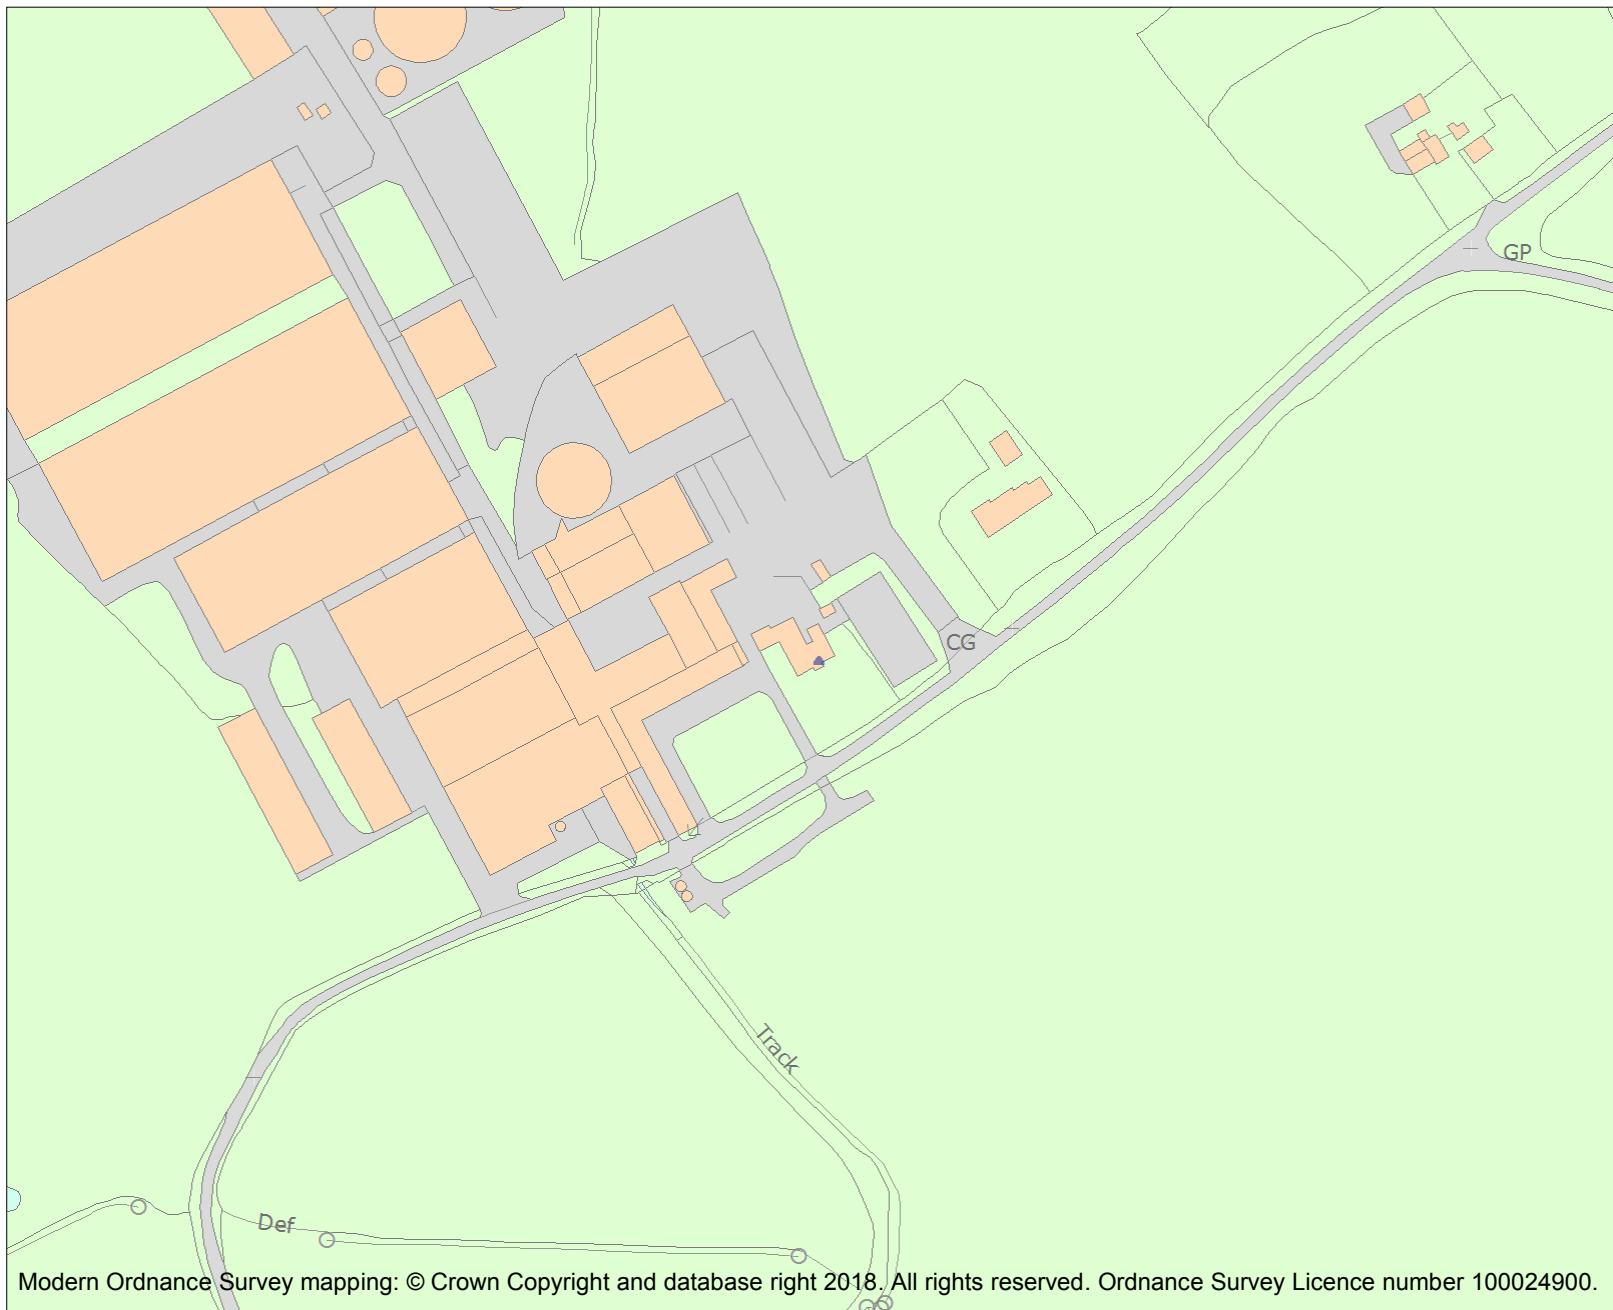 GP
CG
Track
Def
Modern Ordnance Survey mapping: © Crown Copyright and database right 2018. All rights reserved. Ordnance Survey Licence number 100024900.